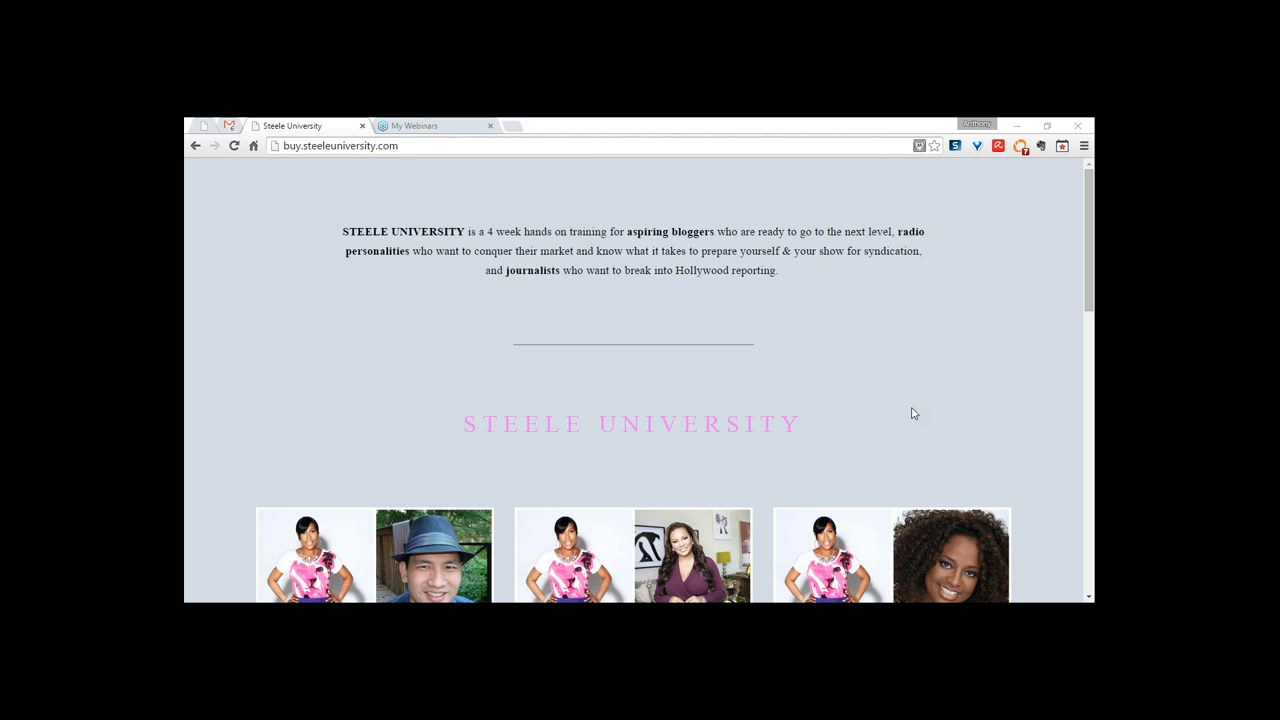 Anthony
6
Steele University
My Webinars
buy.steeleuniversity.com
7
STEELE UNIVERSITY is a 4 week hands on training for aspiring bloggers who are ready to go to the next level, radio
personalities who want to conquer their market and know what it takes to prepare yourself & your show for syndication,
and journalists who want to break into Hollywood reporting.
STEELE UNIVERSITY